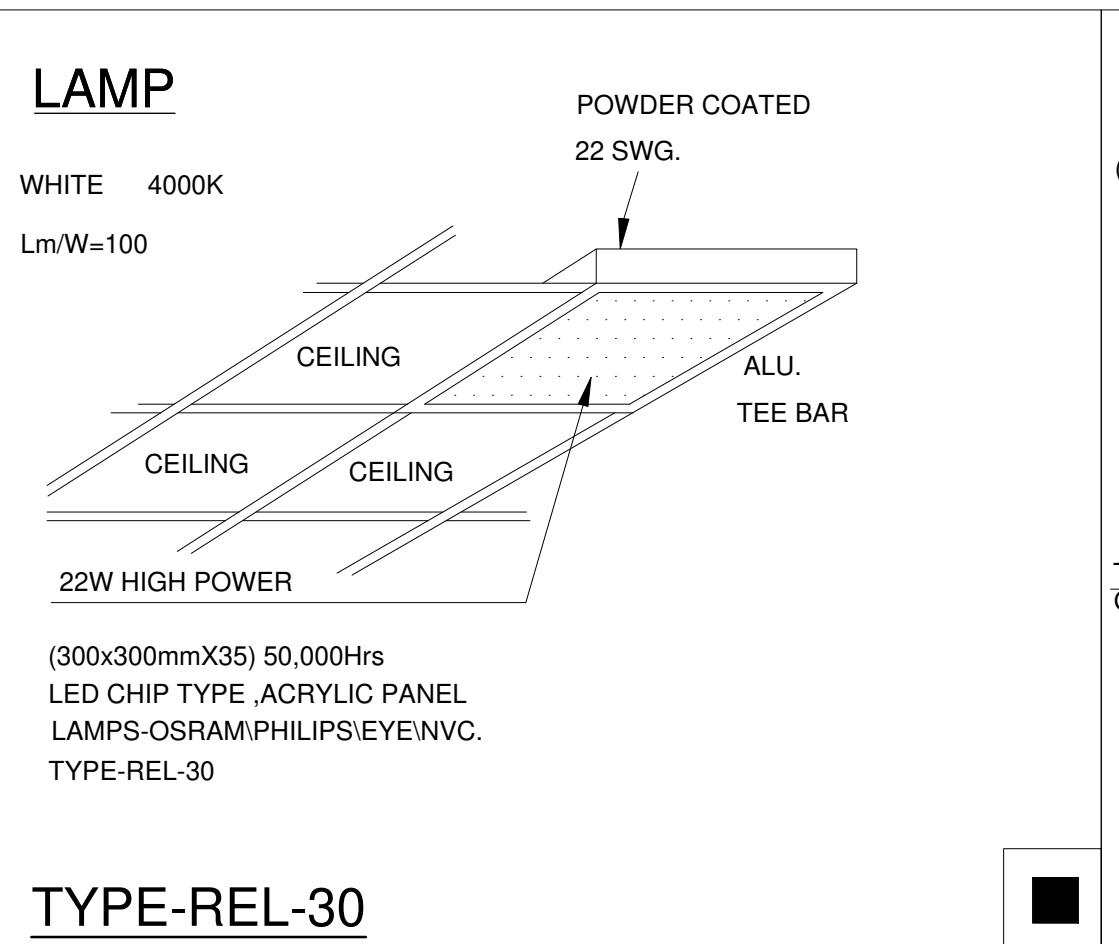 LAMP
POWDER COATED
22 SWG.
WHITE 4000K
Lm/W=100
CEILING
ALU.
TEE BAR
CEILING
CEILING
22W HIGH POWER
(300x300mmX35) 50,000Hrs
LED CHIP TYPE ,ACRYLIC PANEL
LAMPS-OSRAM\PHILIPS\EYE\NVC.
TYPE-REL-30
TYPE-REL-30